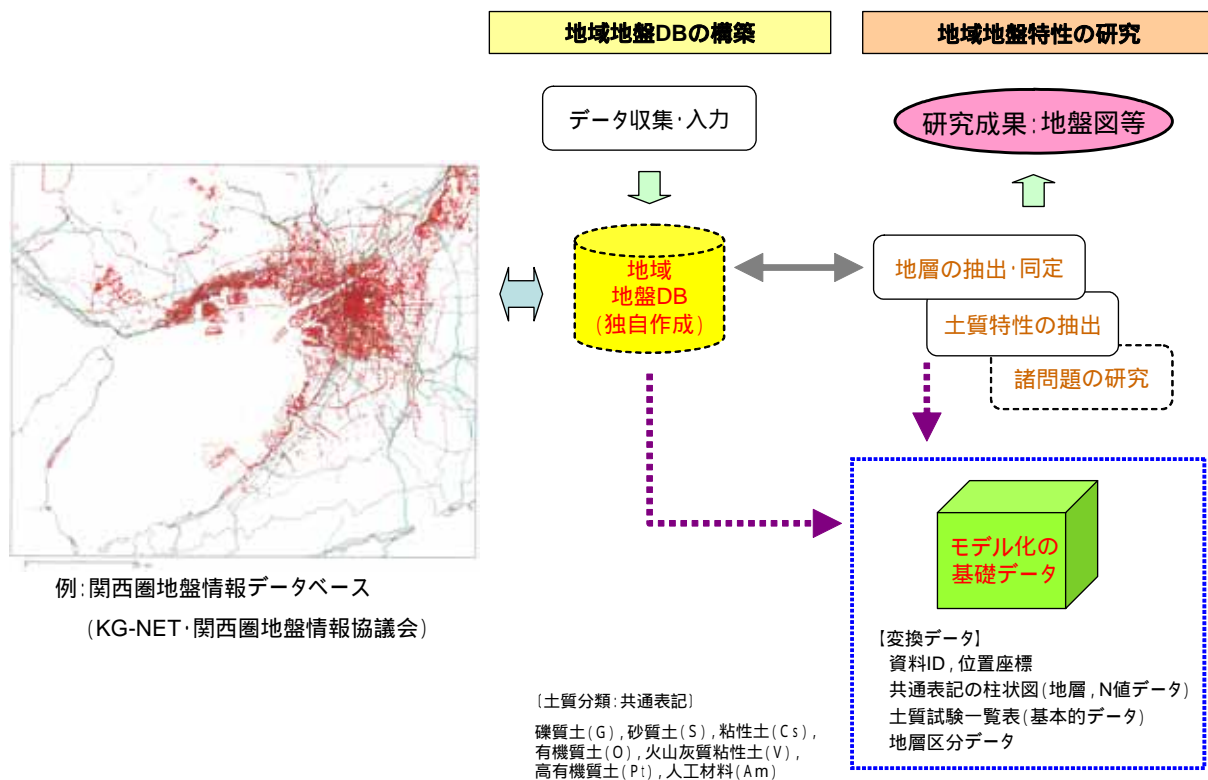 地域地盤DBの構築
地域地盤特性の研究
データ収集・入力
研究成果:地盤図等
地域
地盤DB
(独自作成)
地層の抽出・同定
土質特性の抽出
諸問題の研究
モデル化の
基礎データ
例:関西圏地盤情報データベース
(KG-NET・関西圏地盤情報協議会)
【変換データ】
資料ID,位置座標
共通表記の柱状図(地層,N値データ)
土質試験一覧表(基本的データ)
地層区分データ
〔土質分類:共通表記〕
礫質土(G),砂質土(S),粘性土(Cs),
有機質土(O),火山灰質粘性土(V),
高有機質土(Pt),人工材料(Am)